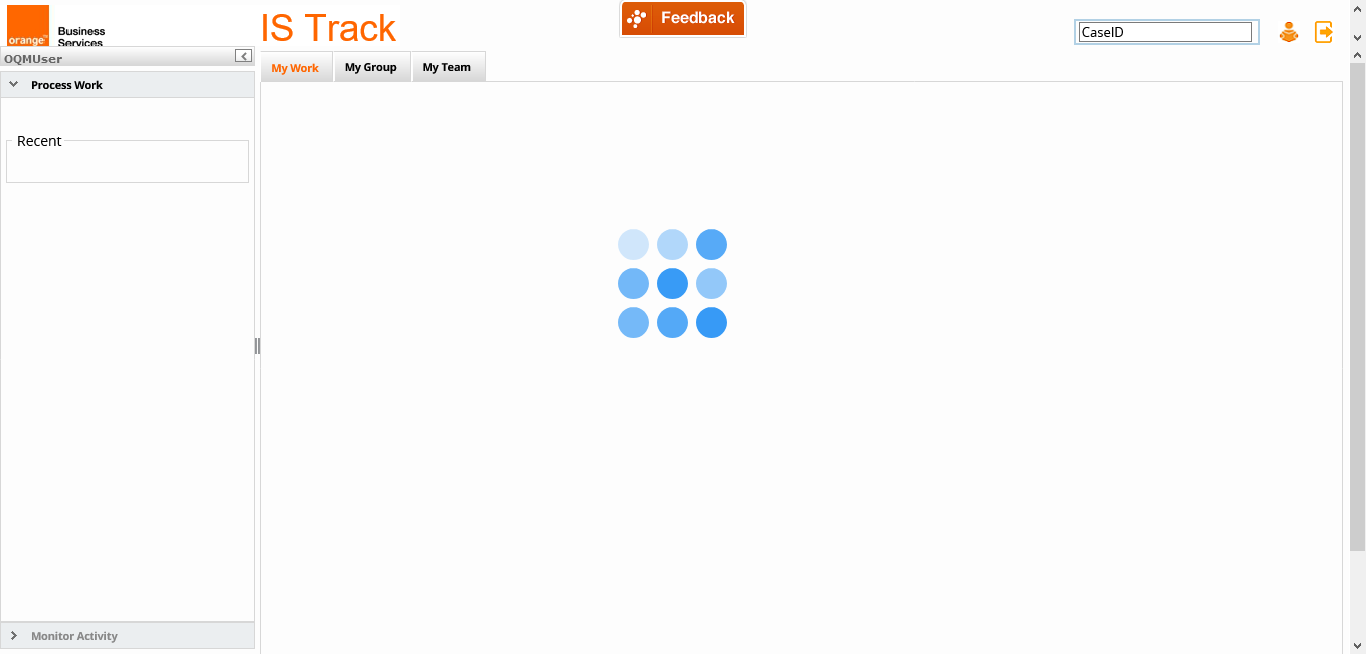 orange™
Business
Services
IS Track
Feedback
CaseID
OQMUser
Process Work
My Work
My Group
My Team
Recent
Monitor Activity